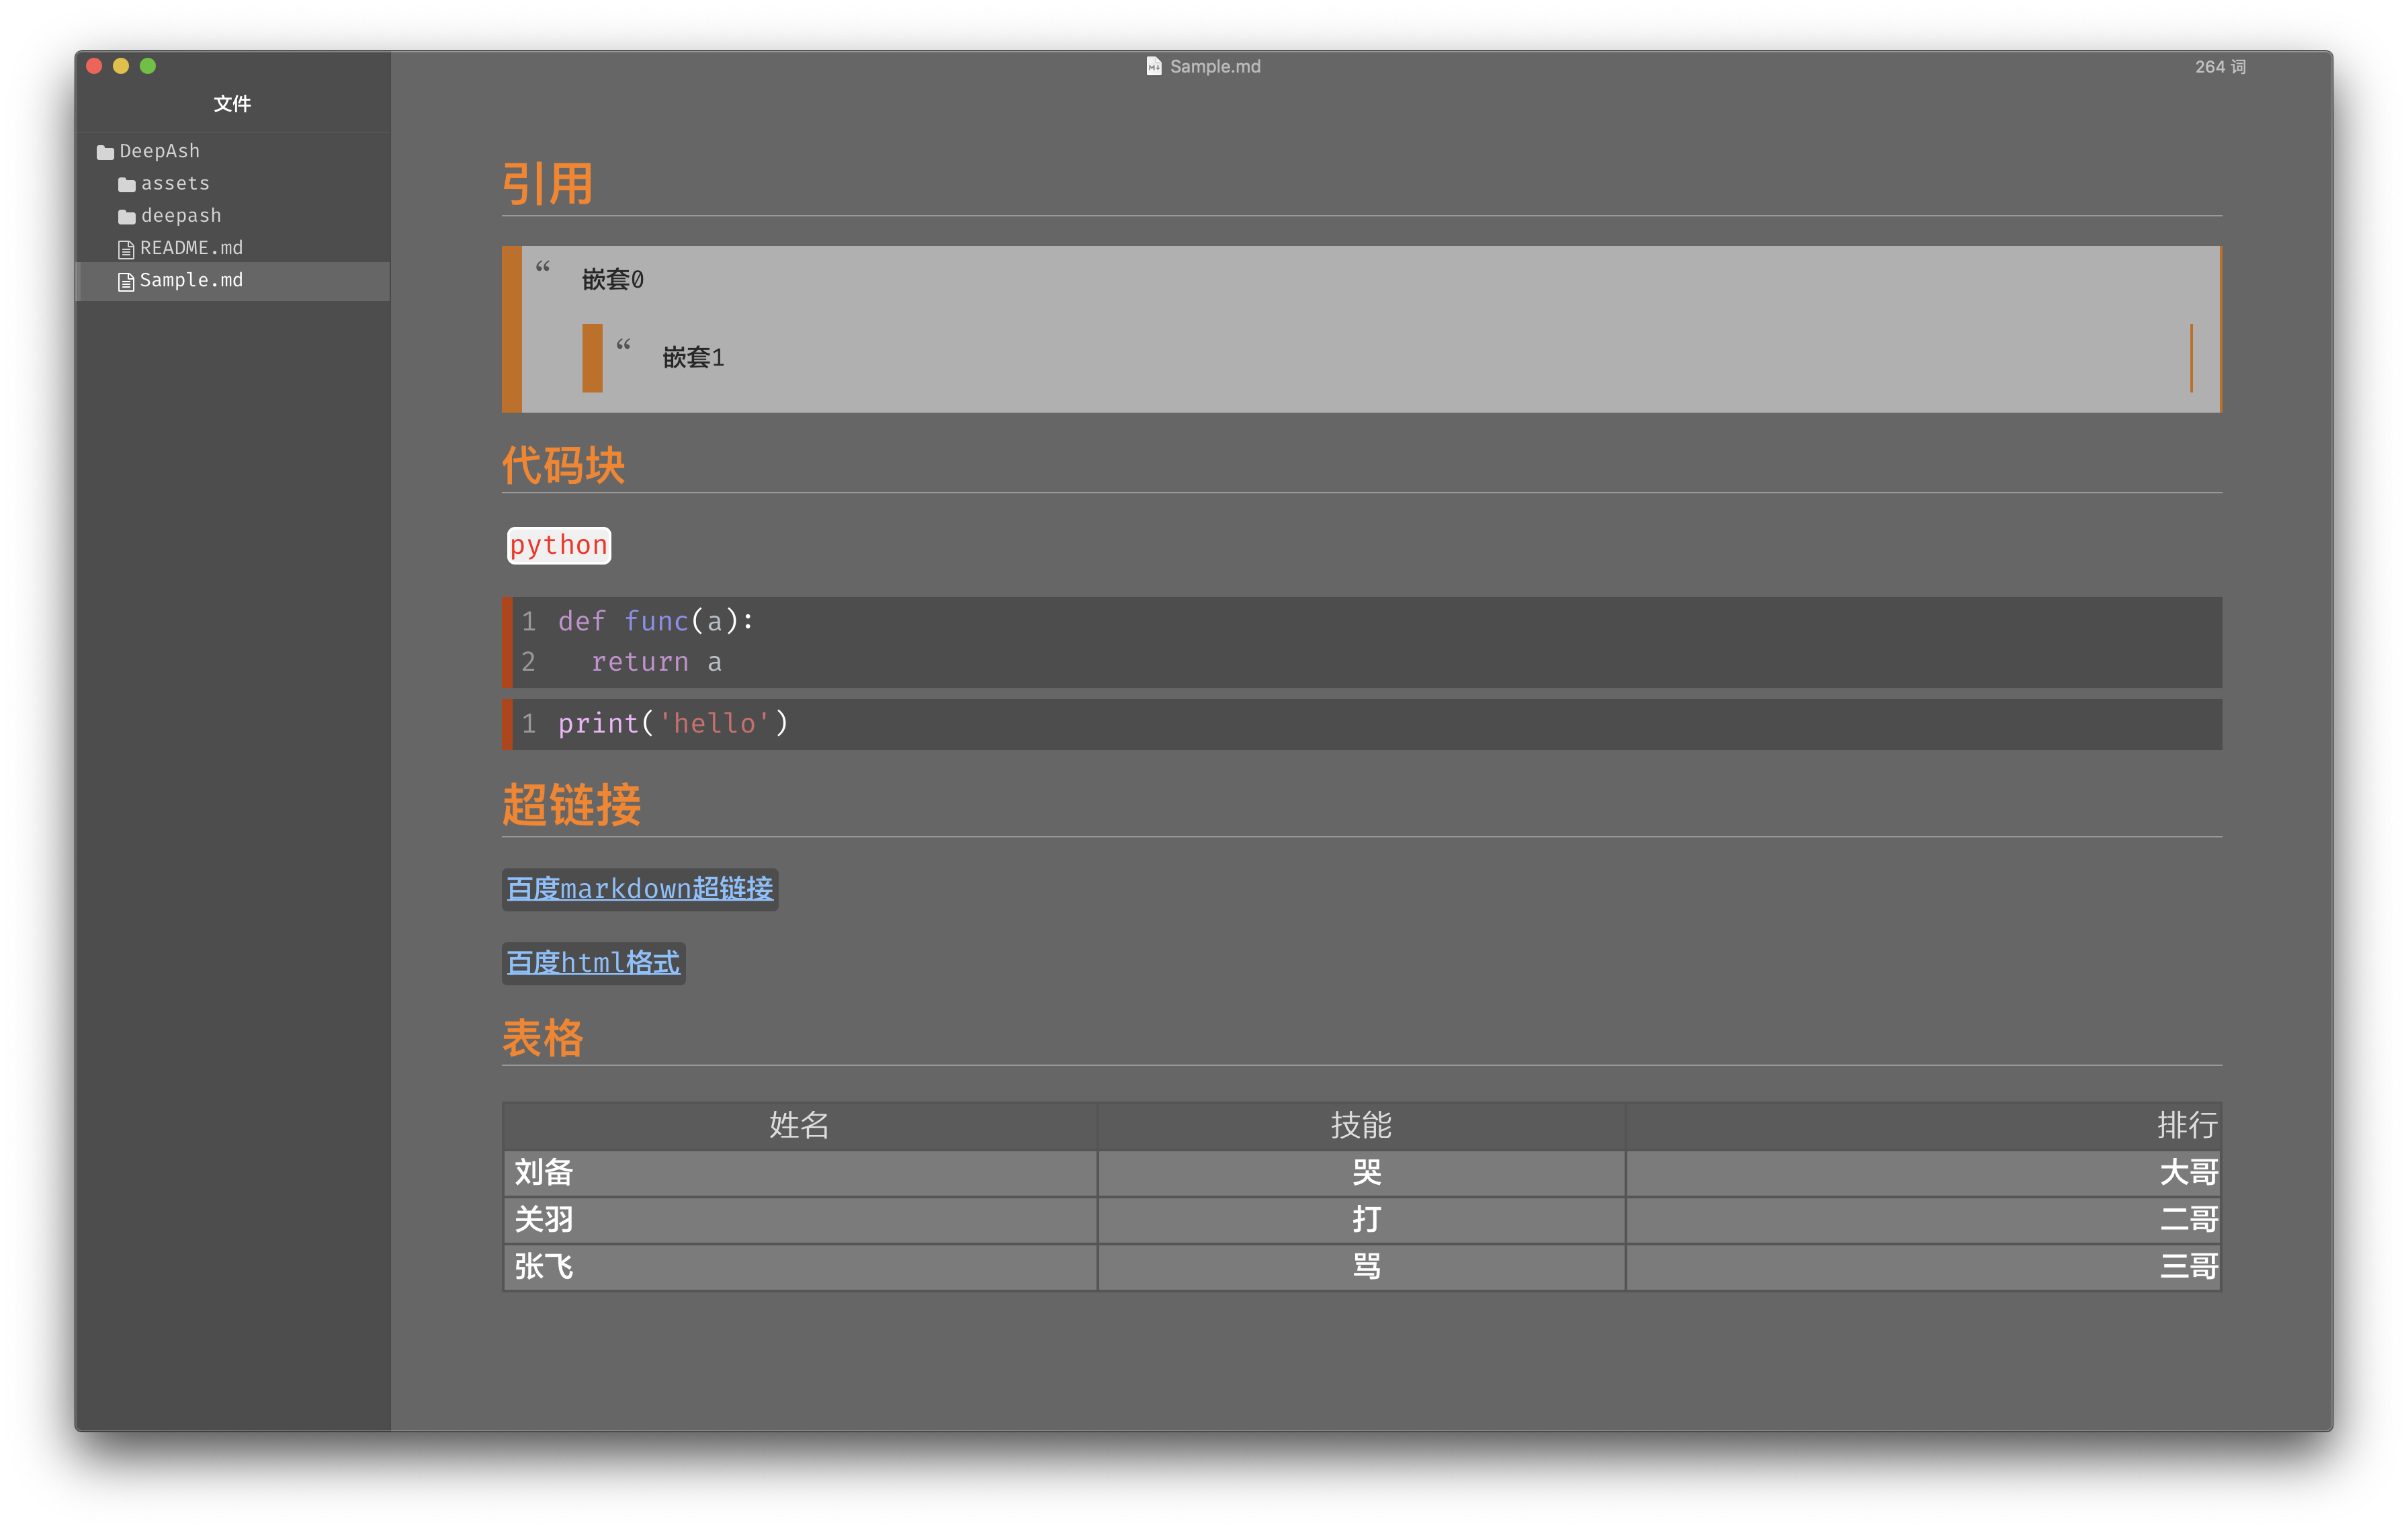 Sample.md
264 词
文件
DeepAsh
assets
deepash
README.md
Sample.md
引用
“ 嵌套0
“ 嵌套1
代码块
python
1 def func(a):
2 return a
1 print('hello')
超链接
百度markdown超链接
百度html格式
表格
姓名 技能 排行
刘备 哭 大哥
关羽 打 二哥
张飞 骂 三哥